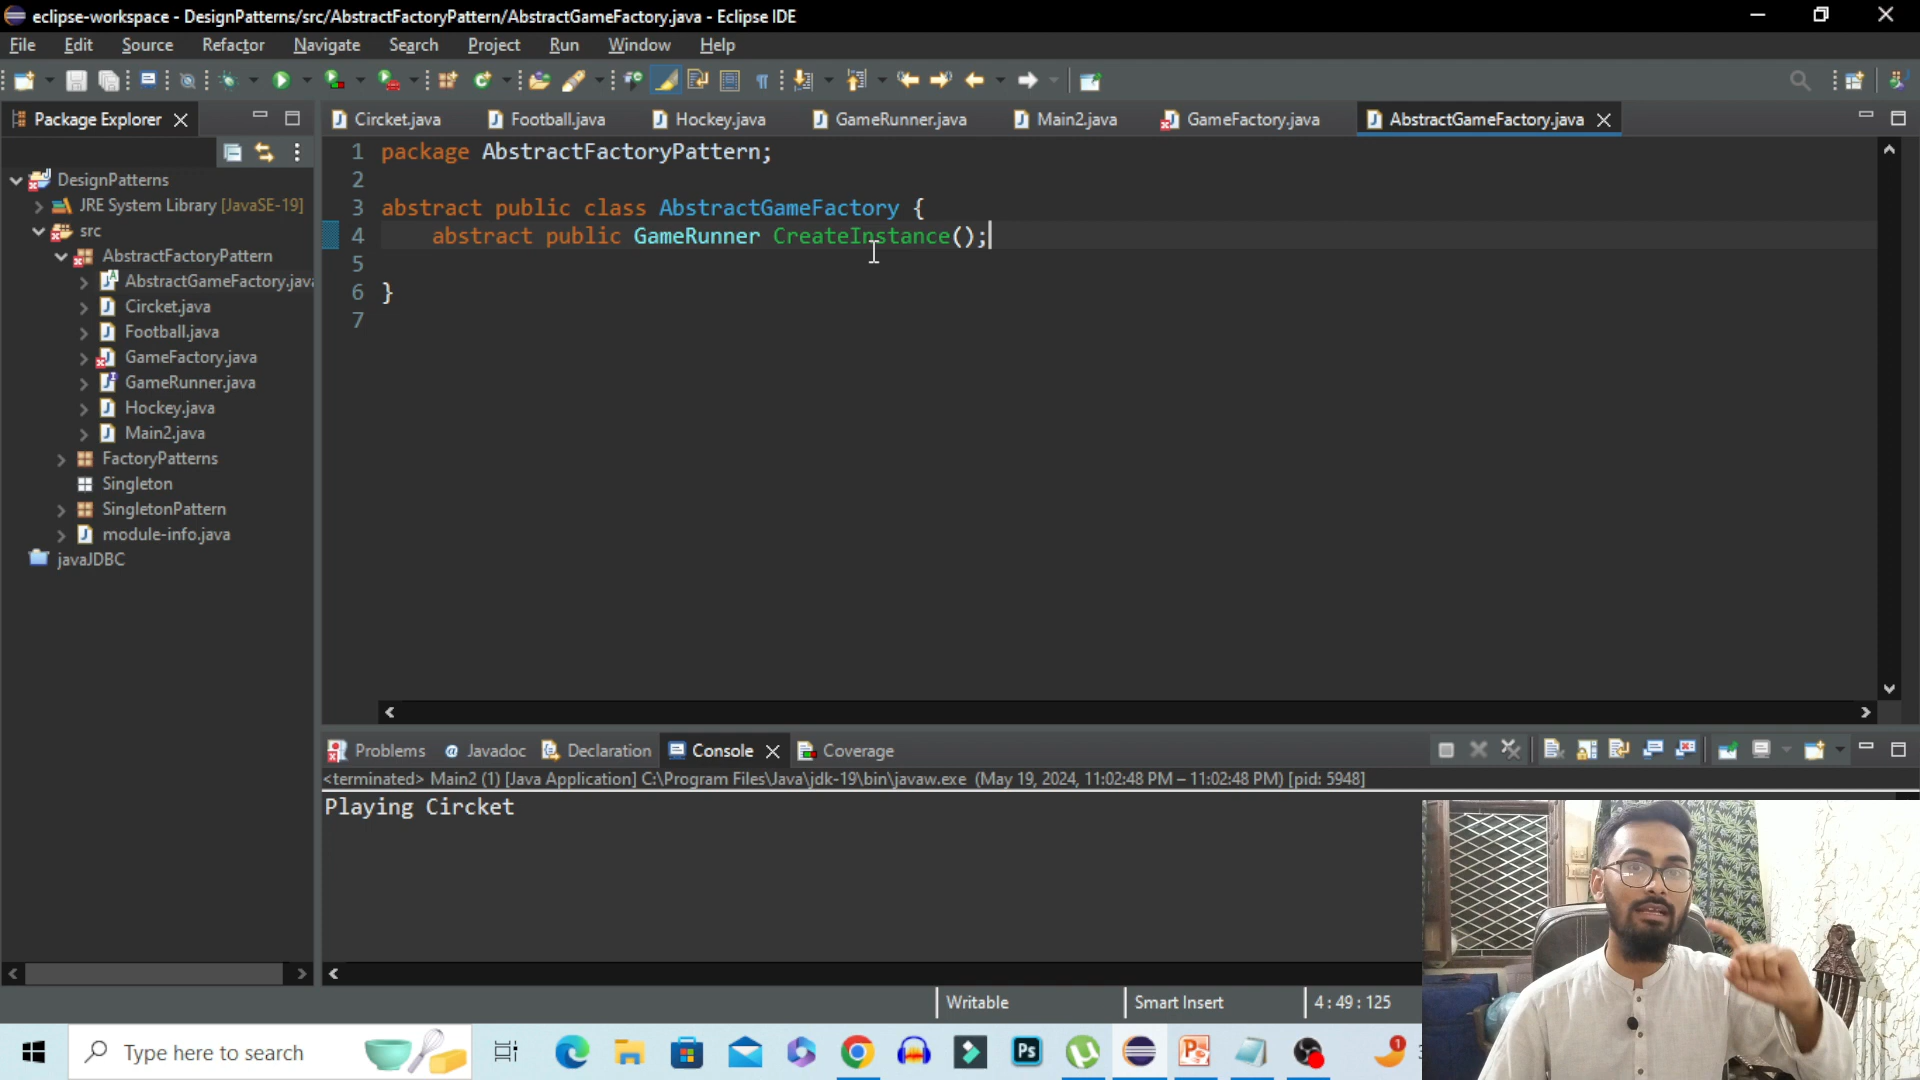 eclipse-workspace - DesignPatterns/src/AbstractFactoryPattern/AbstractGameFactory.java - Eclipse IDE
File Edit Source Refactor Navigate Search Project Run Window Help
Package Explorer
Circket.java Football.java Hockey.java GameRunner.java Main2.java GameFactory.java AbstractGameFactory.java
DesignPatterns
JRE System Library [JavaSE-19]
src
AbstractFactoryPattern
AbstractGameFactory.java
Circket.java
Football.java
GameFactory.java
GameRunner.java
Hockey.java
Main2.java
FactoryPatterns
Singleton
SingletonPattern
module-info.java
javaJDBC
1 package AbstractFactoryPattern;
2
3 abstract public class AbstractGameFactory {
4 abstract public GameRunner CreateInstance();
5
6 }
7
Problems @ Javadoc Declaration Console Coverage
<terminated> Main2 (1) [Java Application] C:\Program Files\Java\jdk-19\bin\javaw.exe (May 19, 2024, 11:02:48 PM – 11:02:48 PM) [pid: 5948]
Playing Circket
Writable Smart Insert 4 : 49 : 125
Type here to search
Ps
1